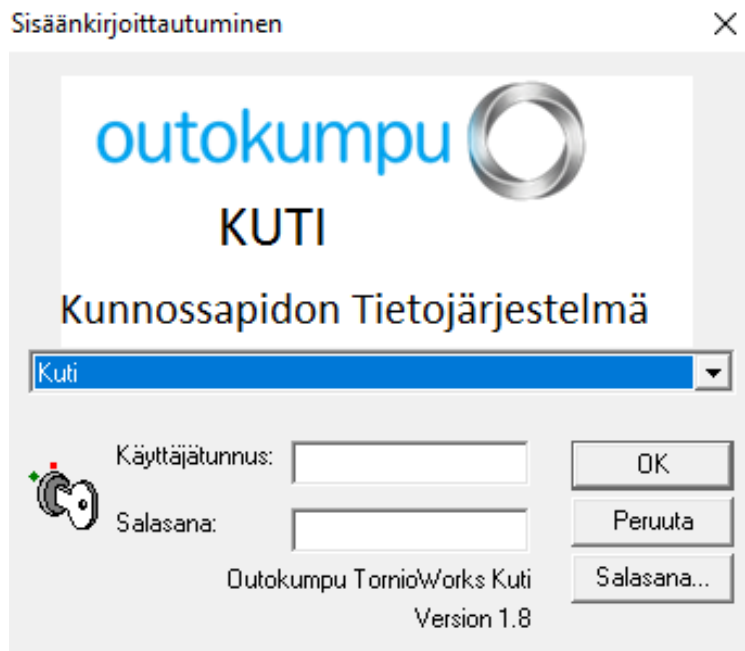 Sisäänkirjoittautuminen
outokumpu
KUTI
Kunnossapidon Tietojärjestelmä
Kuti
Käyttäjätunnus:
OK
Salasana:
Peruuta
Outokumpu TornioWorks Kuti
Salasana...
Version 1.8